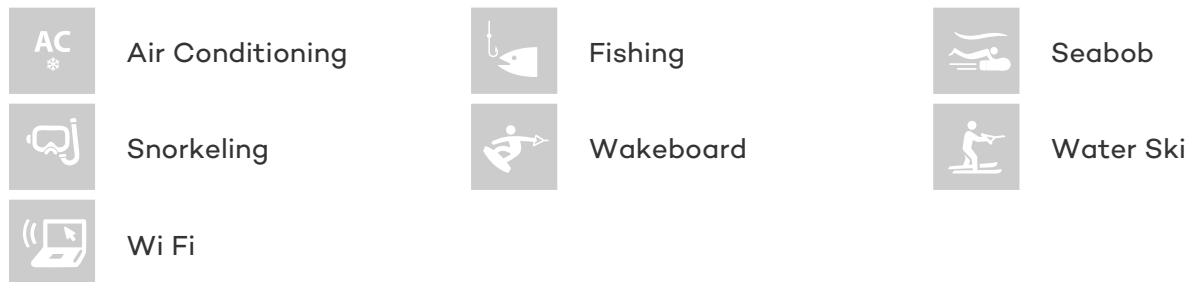 AC
Air Conditioning
Fishing
Seabob
Snorkeling
Wakeboard
Water Ski
Wi Fi